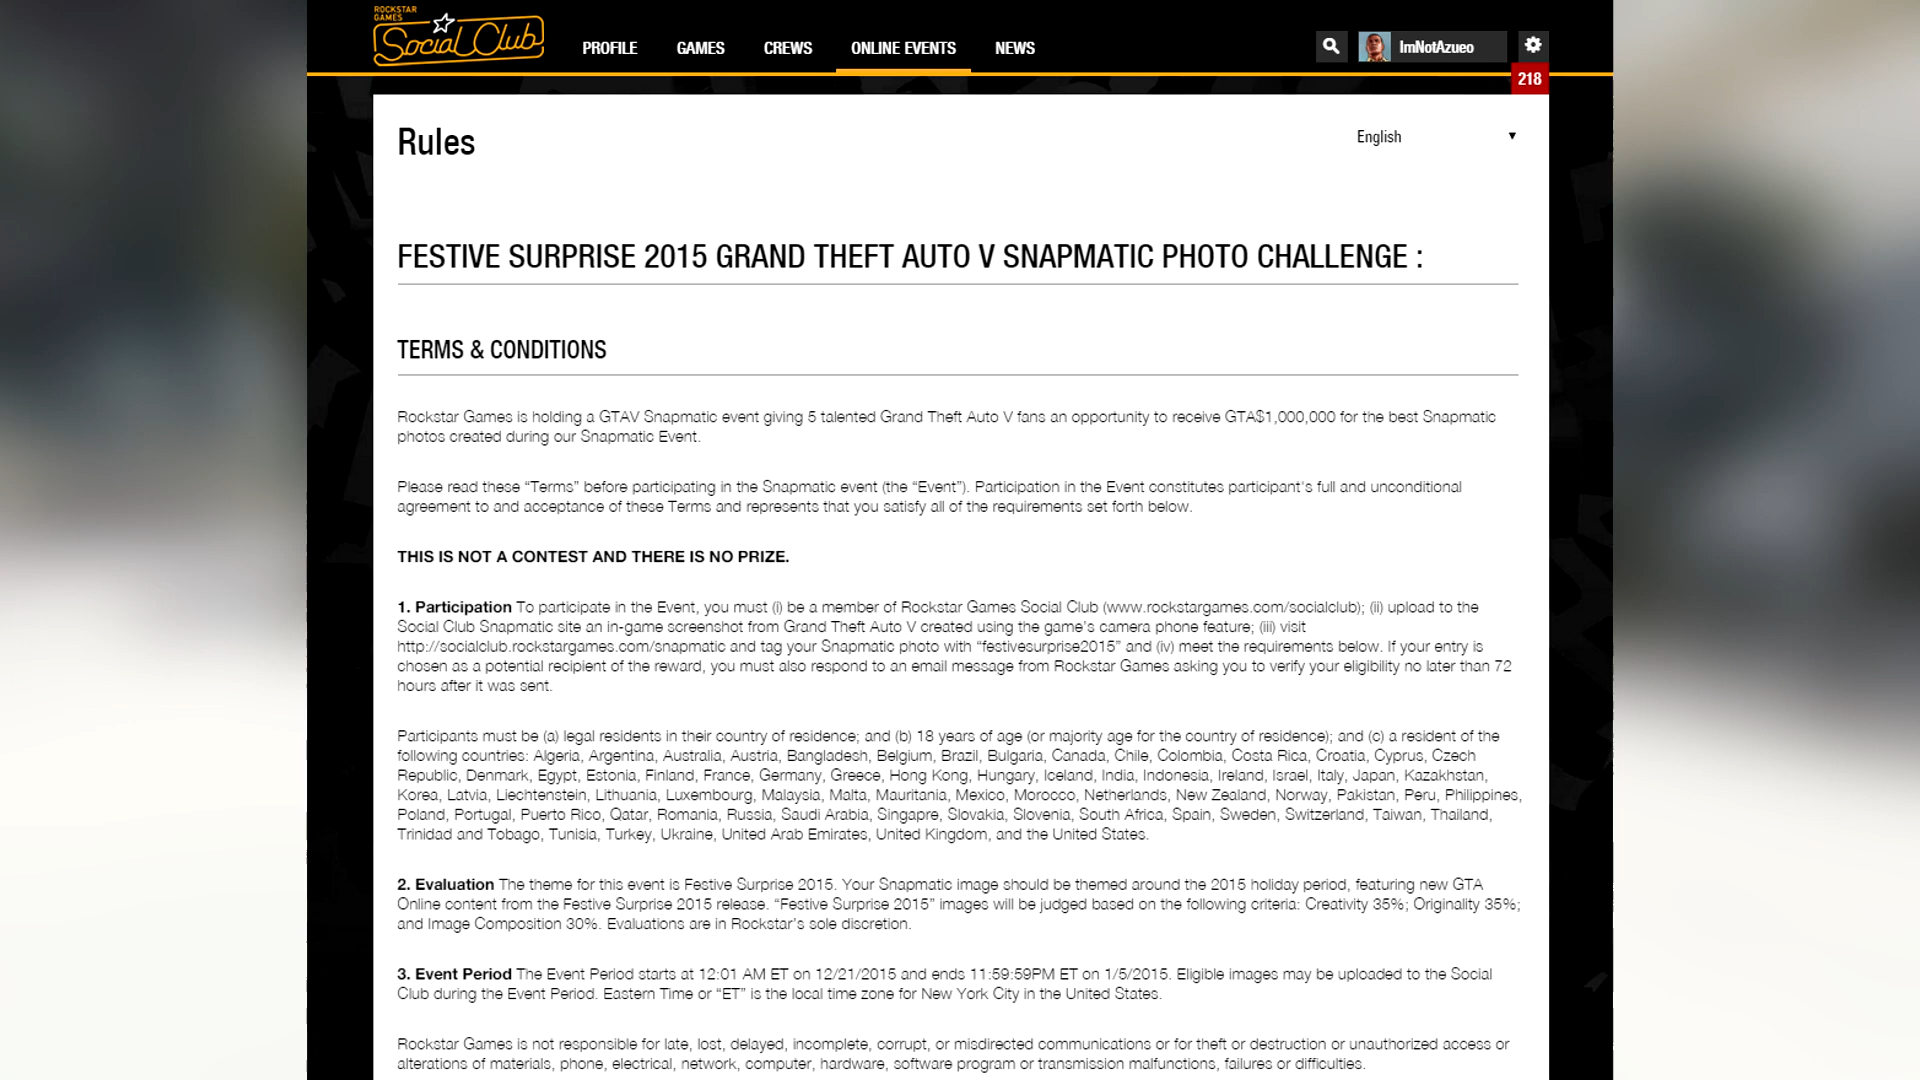 ROCKSTAR
GAMES
Social Club
PROFILE GAMES CREWS ONLINE EVENTS NEWS
ImNotAzueo
218
Rules
English
FESTIVE SURPRISE 2015 GRAND THEFT AUTO V SNAPMATIC PHOTO CHALLENGE :
TERMS & CONDITIONS
Rockstar Games is holding a GTAV Snapmatic event giving 5 talented Grand Theft Auto V fans an opportunity to receive GTA$1,000,000 for the best Snapmatic
photos created during our Snapmatic Event.
Please read these “Terms” before participating in the Snapmatic event (the “Event”). Participation in the Event constitutes participant's full and unconditional
agreement to and acceptance of these Terms and represents that you satisfy all of the requirements set forth below.
THIS IS NOT A CONTEST AND THERE IS NO PRIZE.
1. Participation To participate in the Event, you must (i) be a member of Rockstar Games Social Club (www.rockstargames.com/socialclub); (ii) upload to the
Social Club Snapmatic site an in-game screenshot from Grand Theft Auto V created using the game's camera phone feature; (iii) visit
http://socialclub.rockstargames.com/snapmatic and tag your Snapmatic photo with “festivesurprise2015” and (iv) meet the requirements below. If your entry is
chosen as a potential recipient of the reward, you must also respond to an email message from Rockstar Games asking you to verify your eligibility no later than 72
hours after it was sent.
Participants must be (a) legal residents in their country of residence; and (b) 18 years of age (or majority age for the country of residence); and (c) a resident of the
following countries: Algeria, Argentina, Australia, Austria, Bangladesh, Belgium, Brazil, Bulgaria, Canada, Chile, Colombia, Costa Rica, Croatia, Cyprus, Czech
Republic, Denmark, Egypt, Estonia, Finland, France, Germany, Greece, Hong Kong, Hungary, Iceland, India, Indonesia, Ireland, Israel, Italy, Japan, Kazakhstan,
Korea, Latvia, Liechtenstein, Lithuania, Luxembourg, Malaysia, Malta, Mauritania, Mexico, Morocco, Netherlands, New Zealand, Norway, Pakistan, Peru, Philippines,
Poland, Portugal, Puerto Rico, Qatar, Romania, Russia, Saudi Arabia, Singapre, Slovakia, Slovenia, South Africa, Spain, Sweden, Switzerland, Taiwan, Thailand,
Trinidad and Tobago, Tunisia, Turkey, Ukraine, United Arab Emirates, United Kingdom, and the United States.
2. Evaluation The theme for this event is Festive Surprise 2015. Your Snapmatic image should be themed around the 2015 holiday period, featuring new GTA
Online content from the Festive Surprise 2015 release. “Festive Surprise 2015” images will be judged based on the following criteria: Creativity 35%; Originality 35%;
and Image Composition 30%. Evaluations are in Rockstar's sole discretion.
3. Event Period The Event Period starts at 12:01 AM ET on 12/21/2015 and ends 11:59:59PM ET on 1/5/2015. Eligible images may be uploaded to the Social
Club during the Event Period. Eastern Time or “ET” is the local time zone for New York City in the United States.
Rockstar Games is not responsible for late, lost, delayed, incomplete, corrupt, or misdirected communications or for theft or destruction or unauthorized access or
alterations of materials, phone, electrical, network, computer, hardware, software program or transmission malfunctions, failures or difficulties.